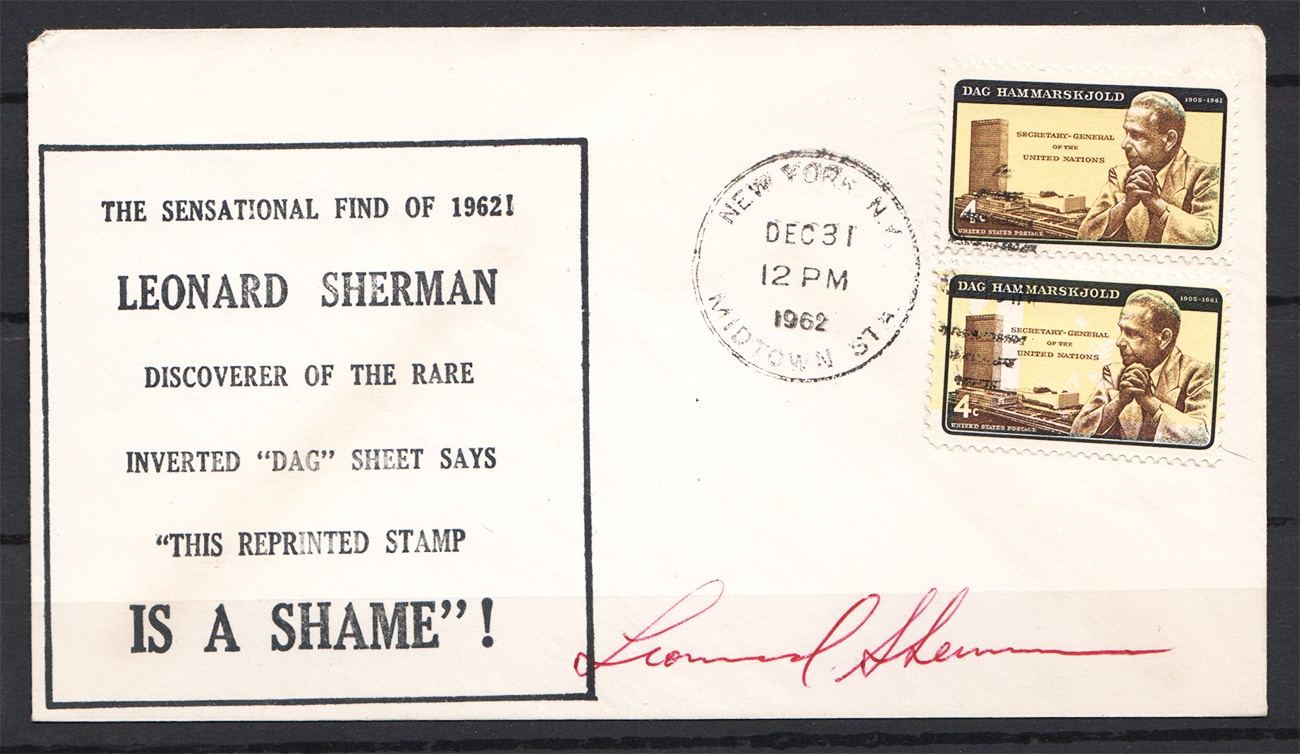 THE SENSATIONAL FIND OF 1962!
LEONARD SHERMAN
DISCOVERER OF THE RARE
INVERTED “DAG” SHEET SAYS
“THIS REPRINTED STAMP
IS A SHAME”!
NEW YORK N.Y.
DEC 31
12 PM
1962
MIDTOWN STA
DAG HAMMARSKJOLD 1905-1961
SECRETARY-GENERAL
OF THE
UNITED NATIONS
4c
UNITED STATES POSTAGE
DAG HAMMARSKJOLD 1905-1961
SECRETARY-GENERAL
OF THE
UNITED NATIONS
4c
UNITED STATES POSTAGE
Leonard Sherman